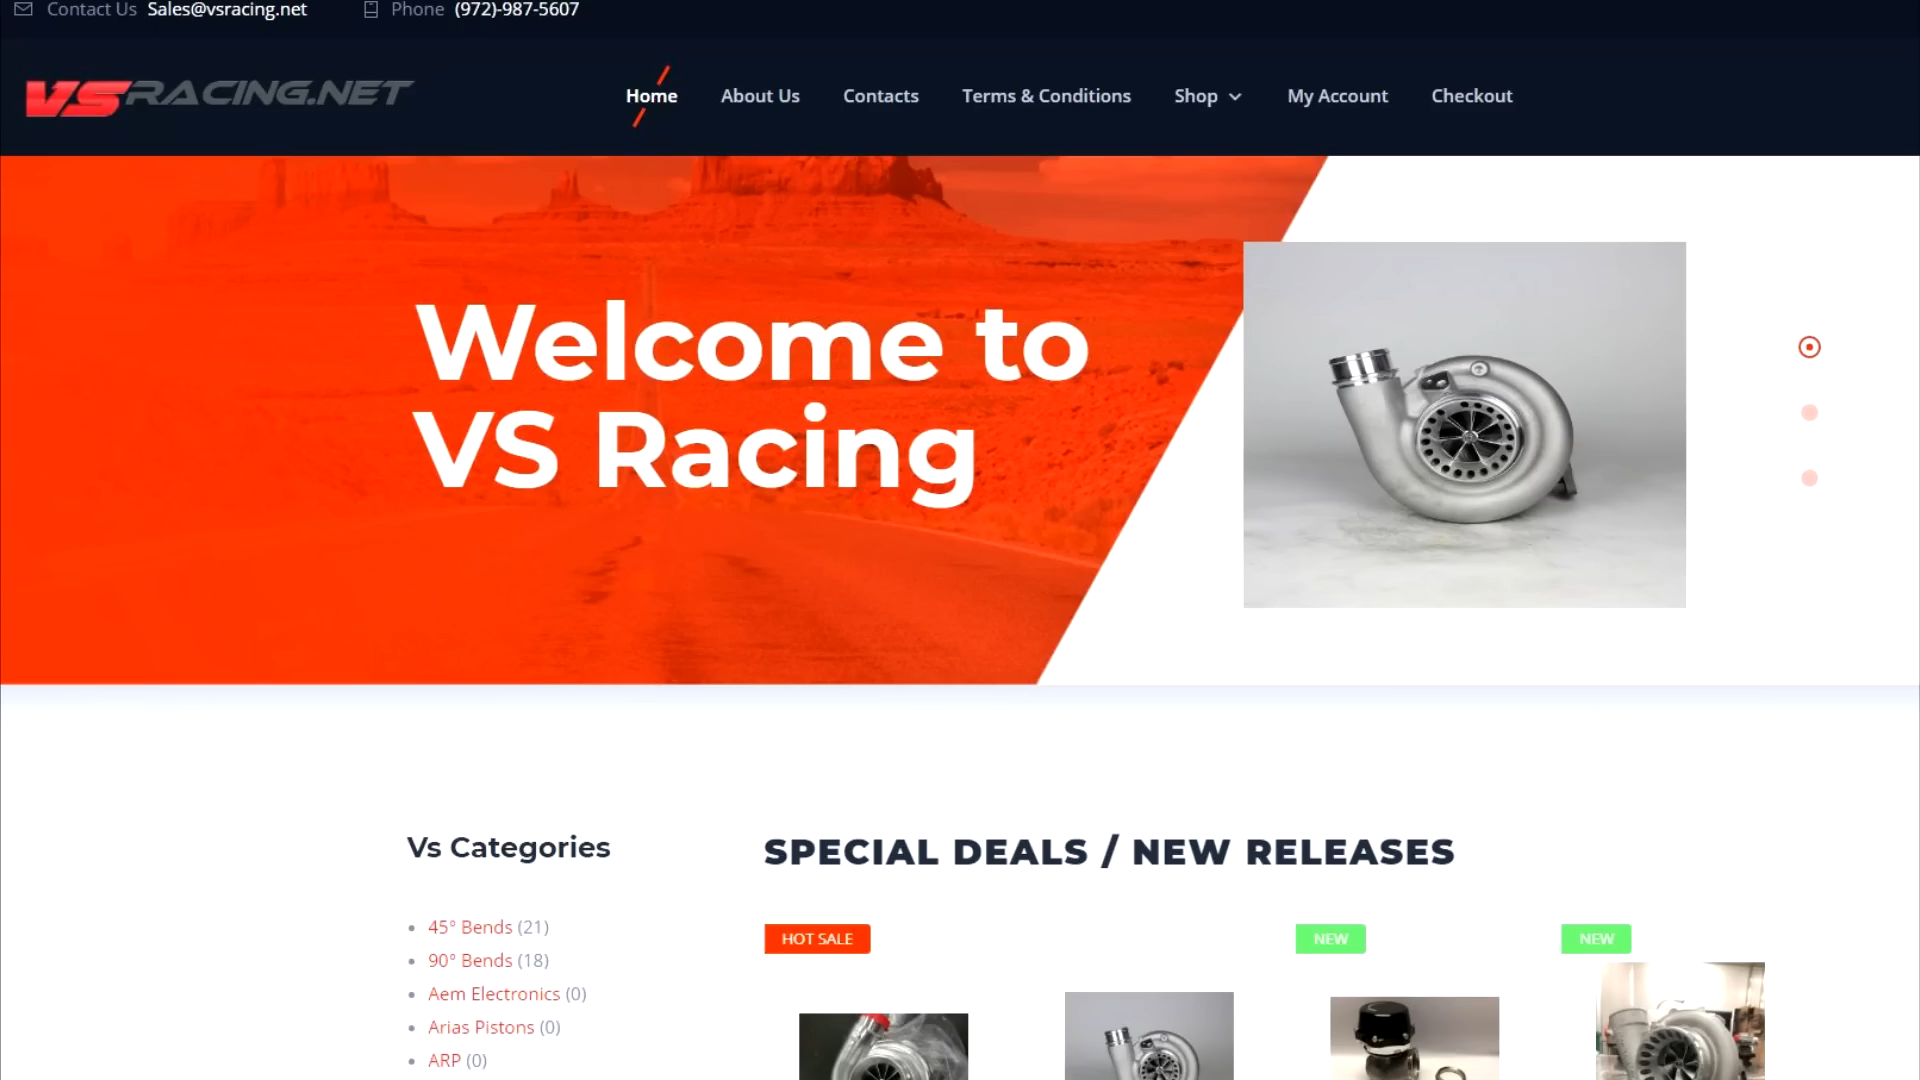 Contact Us Sales@vsracing.net Phone (972)-987-5607
VSRACING.NET Home About Us Contacts Terms & Conditions Shop My Account Checkout
Welcome to
VS Racing
Vs Categories
45° Bends (21)
90° Bends (18)
Aem Electronics (0)
Arias Pistons (0)
ARP (0)
SPECIAL DEALS / NEW RELEASES
HOT SALE
NEW
NEW